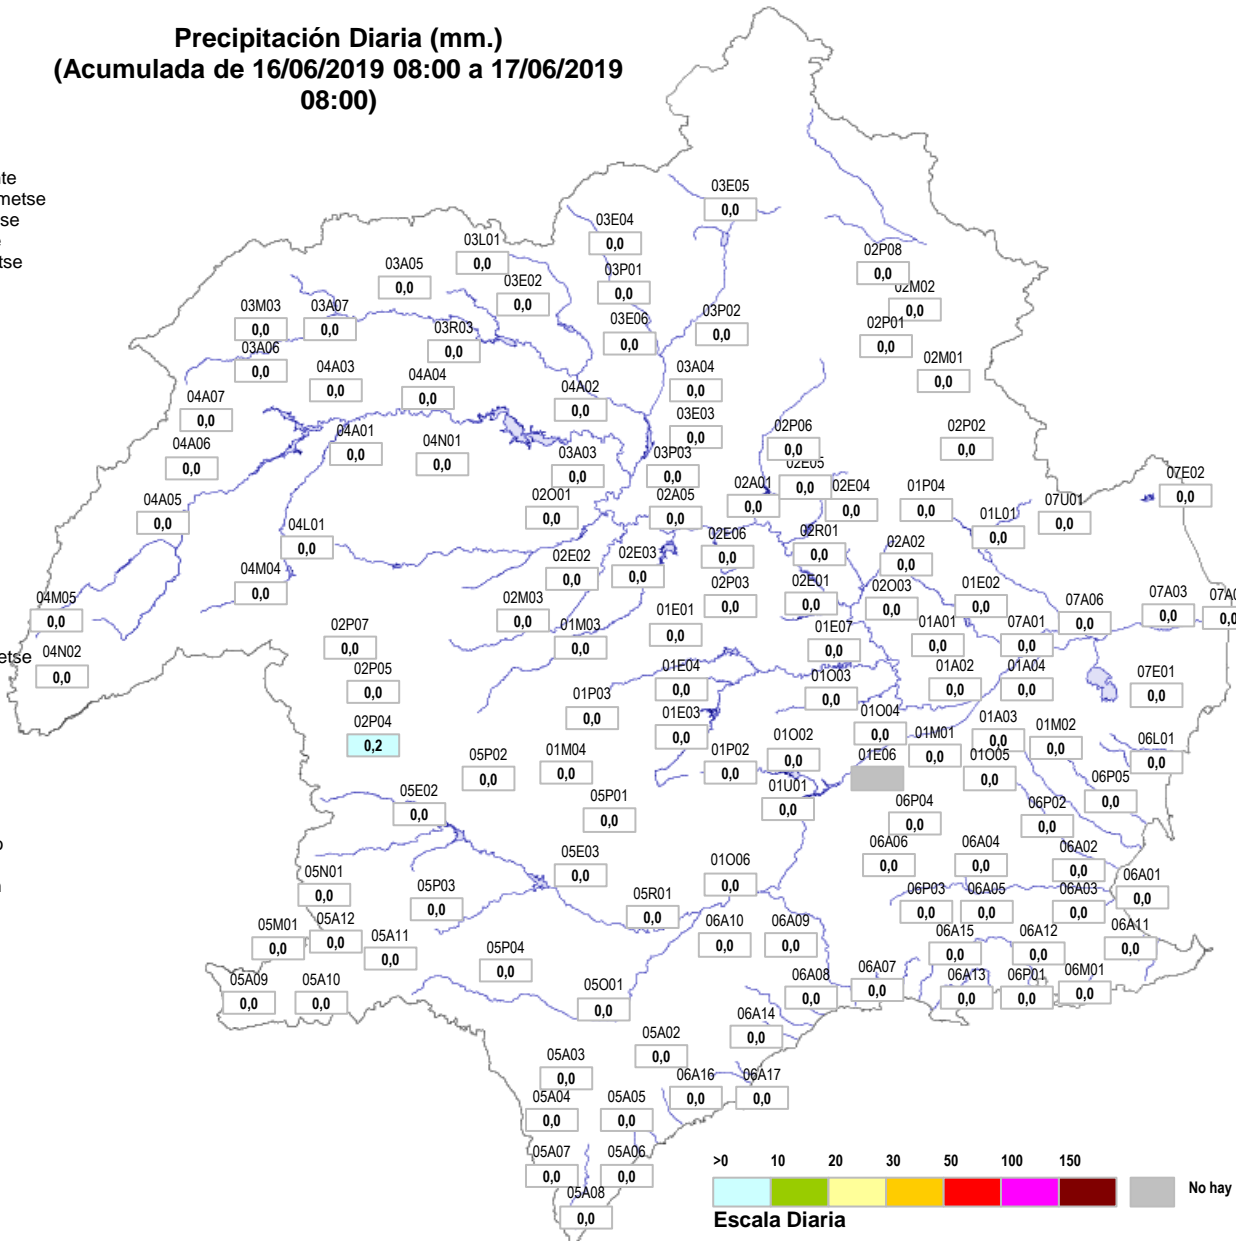 Precipitación Diaria (mm.)
(Acumulada de 16/06/2019 08:00 a 17/06/2019
08:00)
03E05
0,0
03E04
0,0
03L01
0,0
02P08
0,0
03A05
0,0
03P01
0,0
03E02
0,0
02M02
0,0
03M03
0,0
03A07
0,0
03R03
0,0
03E06
0,0
03P02
0,0
02P01
0,0
03A06
0,0
04A03
0,0
04A04
0,0
03A04
0,0
02M01
0,0
04A07
0,0
04A02
0,0
03E03
0,0
04A01
0,0
04N01
0,0
02P06
0,0
02P02
0,0
04A06
0,0
03A03
0,0
03P03
0,0
02E05
0,0
07E02
0,0
04A05
0,0
02O01
0,0
02A05
0,0
02A01
0,0
02E04
0,0
01P04
0,0
07U01
0,0
01L01
0,0
04L01
0,0
02E06
0,0
02R01
0,0
02A02
0,0
02E02
0,0
02E03
0,0
04M04
0,0
02P03
0,0
02E01
0,0
02O03
0,0
01E02
0,0
04M05
0,0
02M03
0,0
01E01
0,0
07A06
0,0
07A03
0,0
02P07
0,0
01M03
0,0
01E07
0,0
01A01
0,0
07A01
0,0
etse
04N02
0,0
02P05
0,0
01E04
0,0
01O03
0,0
01A02
0,0
01A04
0,0
07E01
0,0
02P04
0,2
01P03
0,0
01E03
0,0
01O04
0,0
01A03
0,0
01M02
0,0
05P02
0,0
01M04
0,0
01P02
0,0
01O02
0,0
01E06
01M01
0,0
01O05
0,0
06L01
0,0
05E02
0,0
05P01
0,0
01U01
0,0
06P04
0,0
06P02
0,0
06P05
0,0
05E03
0,0
01O06
0,0
06A06
0,0
06A04
0,0
06A02
0,0
05N01
0,0
05P03
0,0
05R01
0,0
06P03
0,0
06A05
0,0
06A03
0,0
06A01
0,0
05M01
0,0
05A12
0,0
05A11
0,0
05P04
0,0
06A10
0,0
06A09
0,0
06A15
0,0
06A12
0,0
06A11
0,0
05A09
0,0
05A10
0,0
05O01
0,0
06A08
0,0
06A07
0,0
06A13
0,0
06P01
0,0
06M01
0,0
05A02
0,0
06A14
0,0
05A03
0,0
06A16
0,0
06A17
0,0
05A04
0,0
05A05
0,0
05A07
0,0
05A06
0,0
05A08
0,0
>0 10 20 30 50 100 150
No hay
Escala Diaria